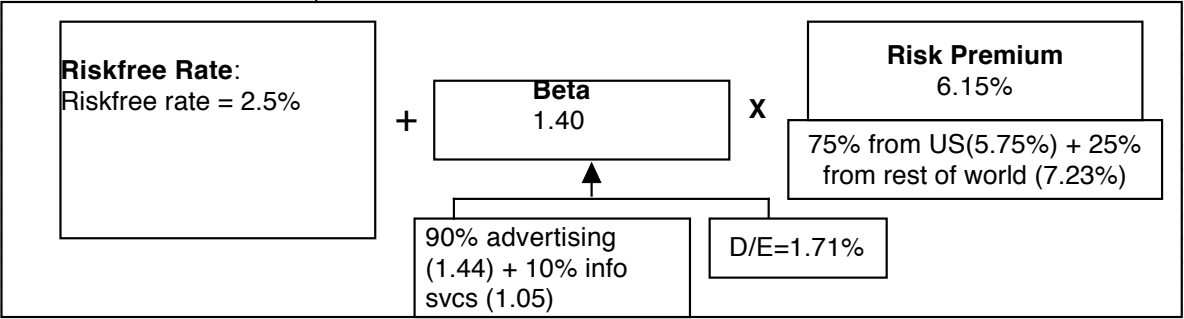 Riskfree Rate:
Riskfree rate = 2.5%
+
Beta
1.40
X
Risk Premium
6.15%
75% from US(5.75%) + 25%
from rest of world (7.23%)
90% advertising
(1.44) + 10% info
svcs (1.05)
D/E=1.71%